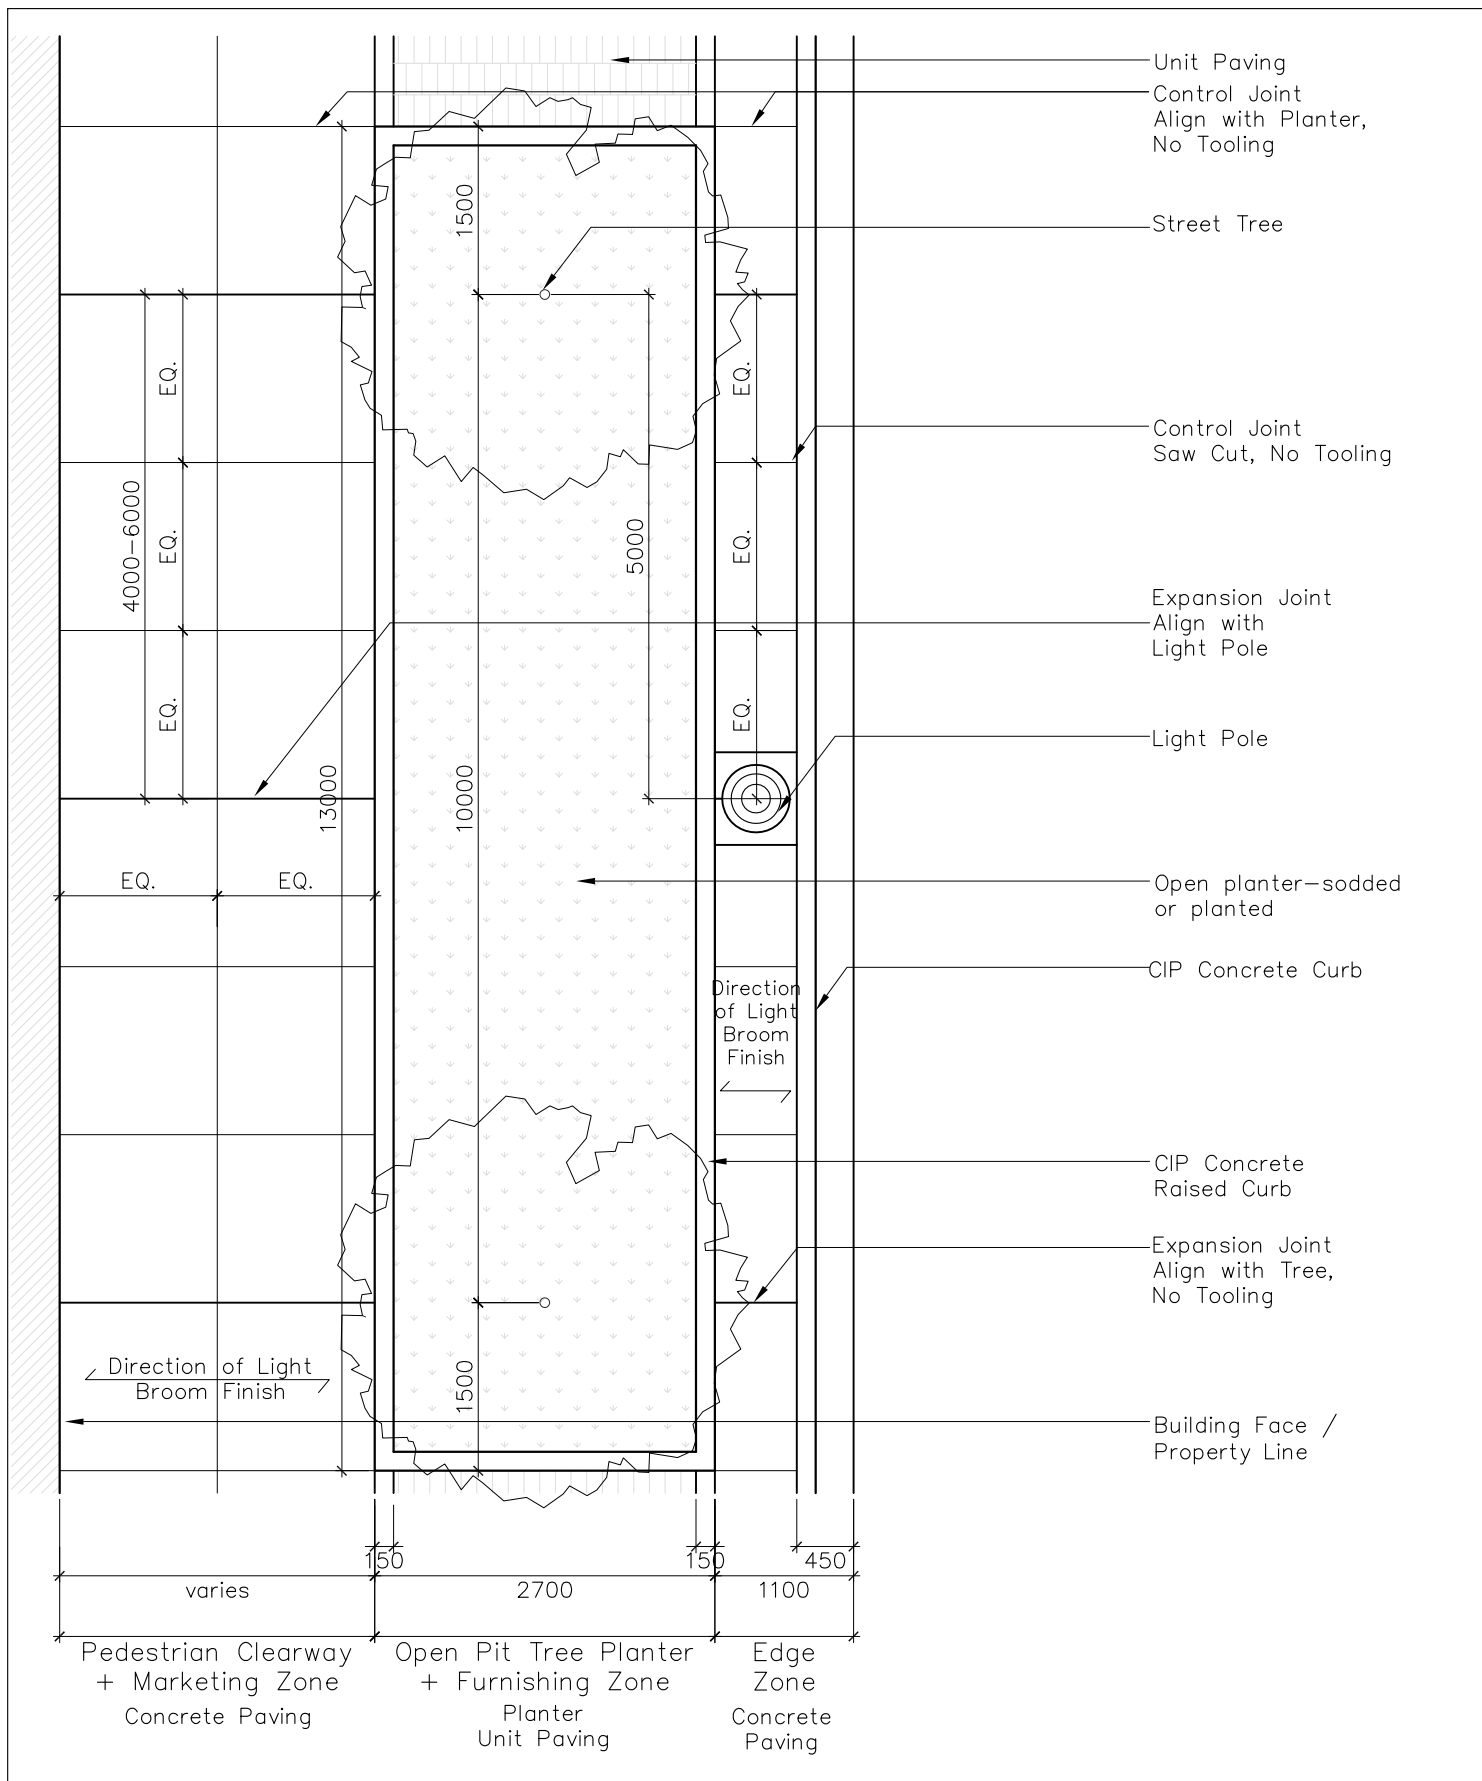 Unit Paving
Control Joint
Align with Planter,
No Tooling
1500
Street Tree
EQ.
EQ.
Control Joint
Saw Cut, No Tooling
4000-6000
EQ.
5000
EQ.
Expansion Joint
Align with
Light Pole
EQ.
EQ.
Light Pole
13000
10000
EQ.
EQ.
Open planter-sodded
or planted
CIP Concrete Curb
Direction
of Light
Broom
Finish
CIP Concrete
Raised Curb
Expansion Joint
Align with Tree,
No Tooling
Direction of Light
Broom Finish
1500
Building Face /
Property Line
150
150
450
varies
2700
1100
Pedestrian Clearway
+ Marketing Zone
Concrete Paving
Open Pit Tree Planter
+ Furnishing Zone
Planter
Unit Paving
Edge
Zone
Concrete
Paving